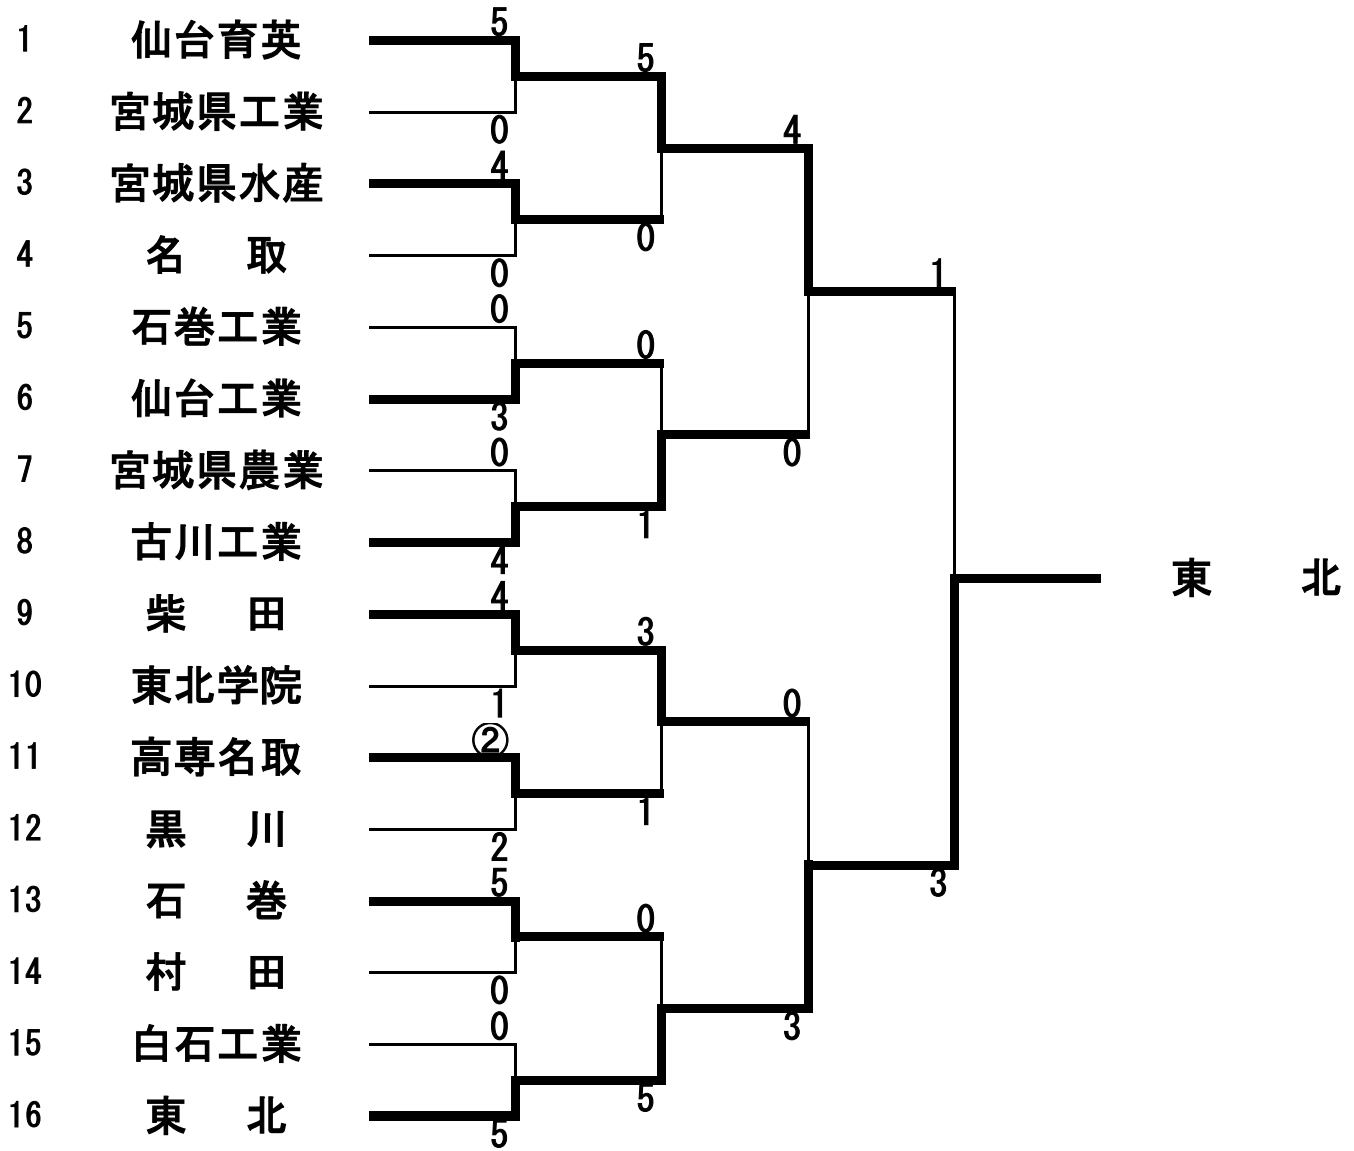 5
1 仙台育英
5
2 宮城県工業
0
4
4
3 宮城県水産
0
4 名 取
0
1
0
5 石巻工業
0
6 仙台工業
3
0
0
7 宮城県農業
1
8 古川工業
4
東 北
4
9 柴 田
3
10 東北学院
1
0
②
11 高専名取
1
12 黒 川
2
5
3
13 石 巻
0
14 村 田
0
0
3
15 白石工業
5
16 東 北
5